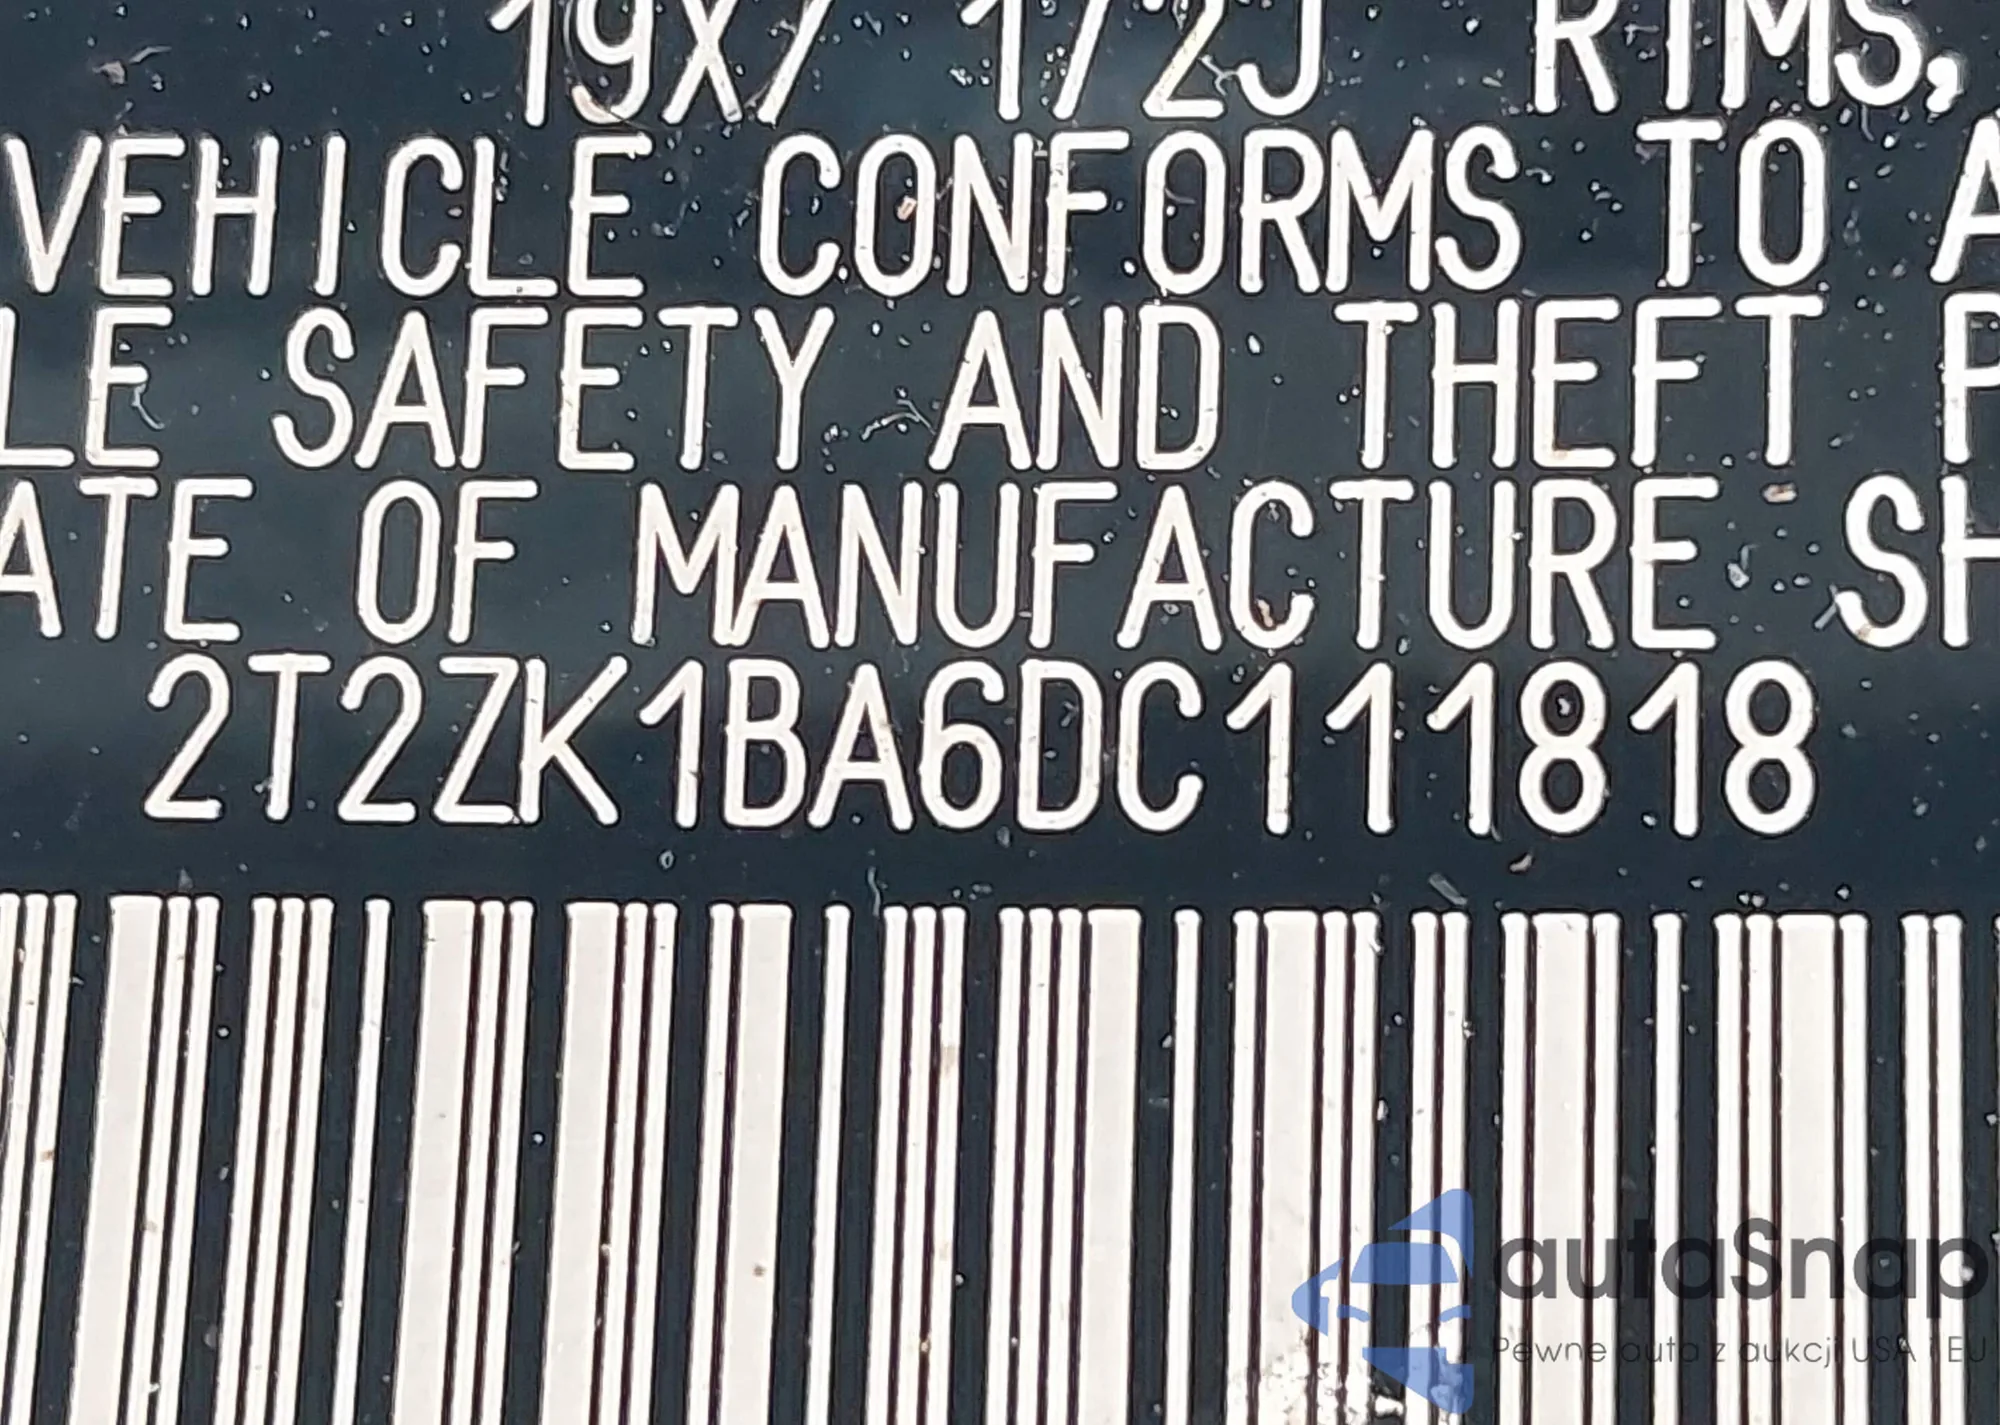 19X7 1/2J RIMS,
VEHICLE CONFORMS TO A
LE SAFETY AND THEFT P
ATE OF MANUFACTURE SH
2T2ZK1BA6DC111818
autaSnap
Pewne auta z aukcji USA i EU